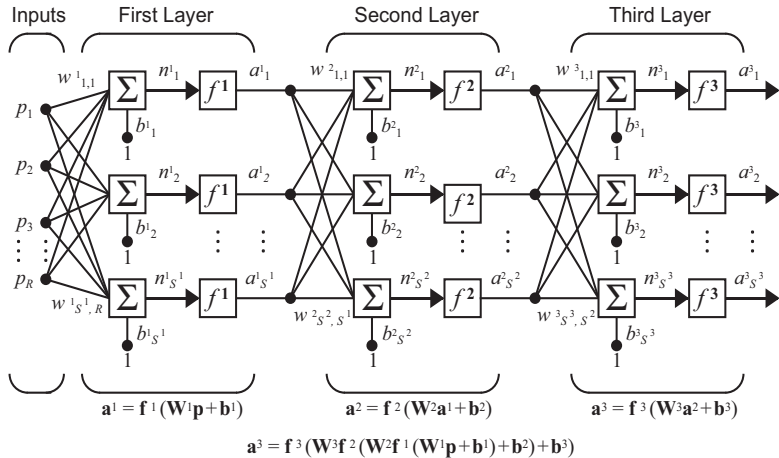 Inputs First Layer Second Layer Third Layer
w¹₁,₁ n¹₁ a¹₁ w²₁,₁ n²₁ a²₁ w³₁,₁ n³₁ a³₁
Σ f¹ Σ f² Σ f³
p₁
b¹₁ b²₁ b³₁
1 1 1
p₂
n¹₂ a¹₂ n²₂ a²₂ n³₂ a³₂
Σ f¹ Σ f² Σ f³
p₃
b¹₂ b²₂ b³₂
1 1 1
p_R
n¹S¹ a¹S¹ n²S² a²S² n³S³ a³S³
Σ f¹ Σ f² Σ f³
w¹S¹, R w²S², S¹ w³S³, S²
b¹S¹ b²S² b³S³
1 1 1
a¹ = f¹ (W¹p + b¹) a² = f² (W²a¹ + b²) a³ = f³ (W³a² + b³)
a³ = f³ (W³f² (W²f¹ (W¹p + b¹) + b²) + b³)